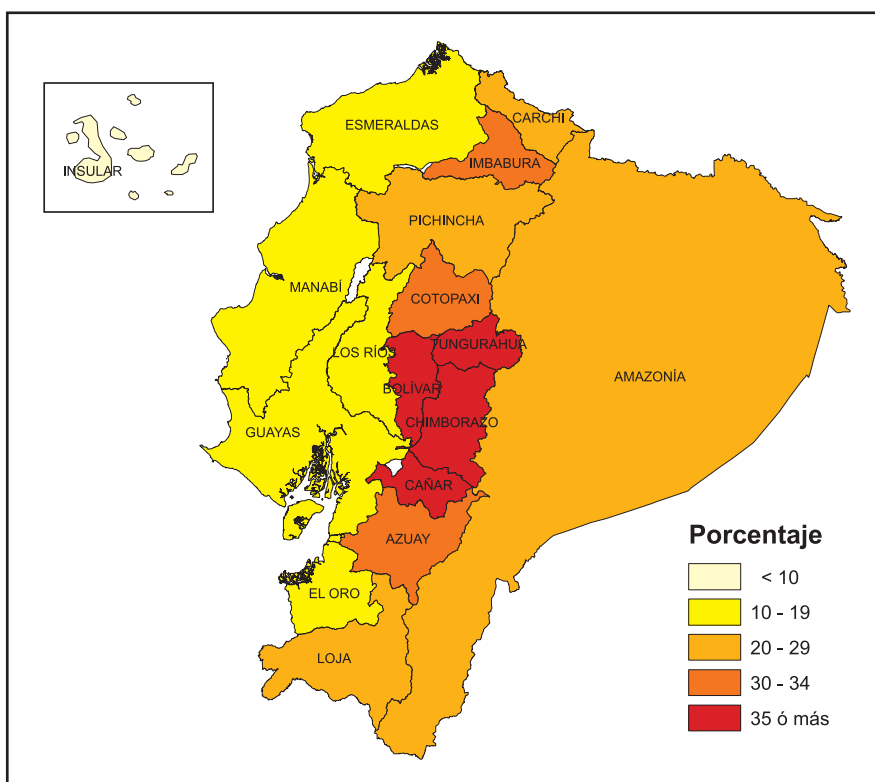 ESMERALDAS
CARCHI
IMBABURA
INSULAR
PICHINCHA
MANABÍ
COTOPAXI
LOS RÍOS
TUNGURAHUA
AMAZONÍA
BOLÍVAR
CHIMBORAZO
GUAYAS
CAÑAR
AZUAY
EL ORO
LOJA
Porcentaje
< 10
10 - 19
20 - 29
30 - 34
35 ó más